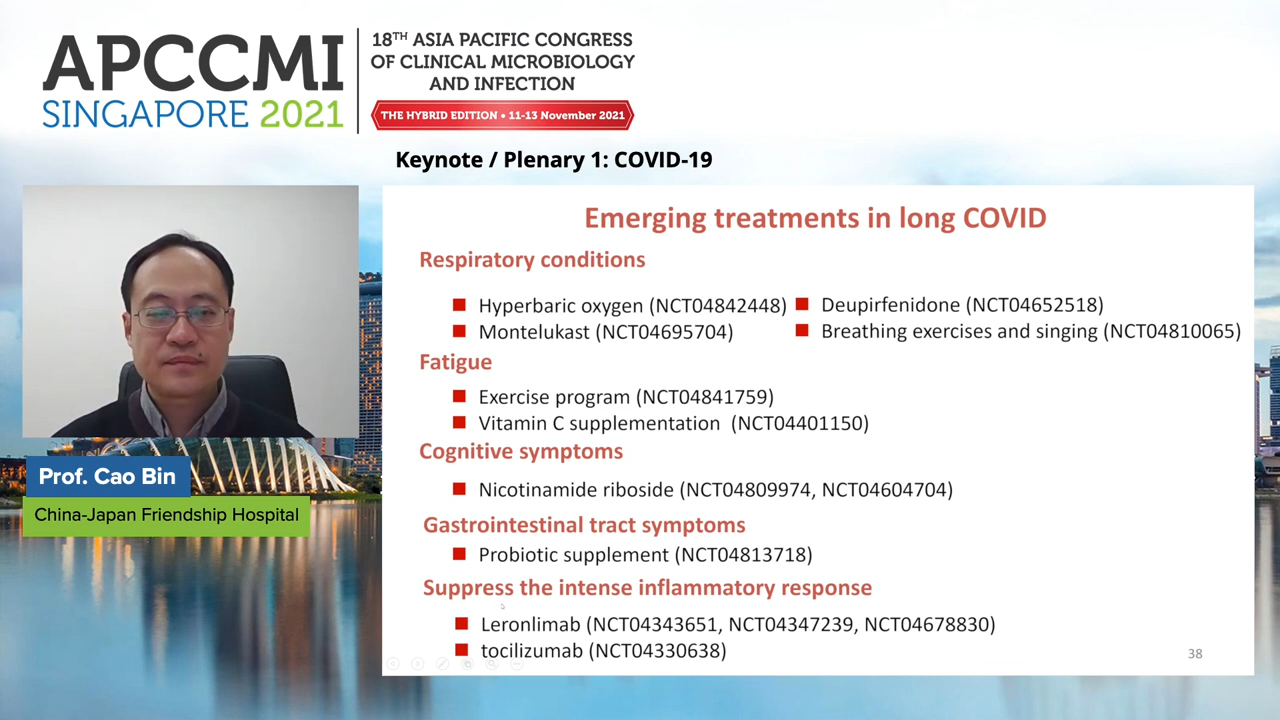 APCCMI
SINGAPORE 2021
18TH ASIA PACIFIC CONGRESS
OF CLINICAL MICROBIOLOGY
AND INFECTION
THE HYBRID EDITION • 11-13 November 2021
Keynote / Plenary 1: COVID-19
Prof. Cao Bin
China-Japan Friendship Hospital
Emerging treatments in long COVID
Respiratory conditions
Hyperbaric oxygen (NCT04842448)
Deupirfenidone (NCT04652518)
Montelukast (NCT04695704)
Breathing exercises and singing (NCT04810065)
Fatigue
Exercise program (NCT04841759)
Vitamin C supplementation (NCT04401150)
Cognitive symptoms
Nicotinamide riboside (NCT04809974, NCT04604704)
Gastrointestinal tract symptoms
Probiotic supplement (NCT04813718)
Suppress the intense inflammatory response
Leronlimab (NCT04343651, NCT04347239, NCT04678830)
tocilizumab (NCT04330638)
38